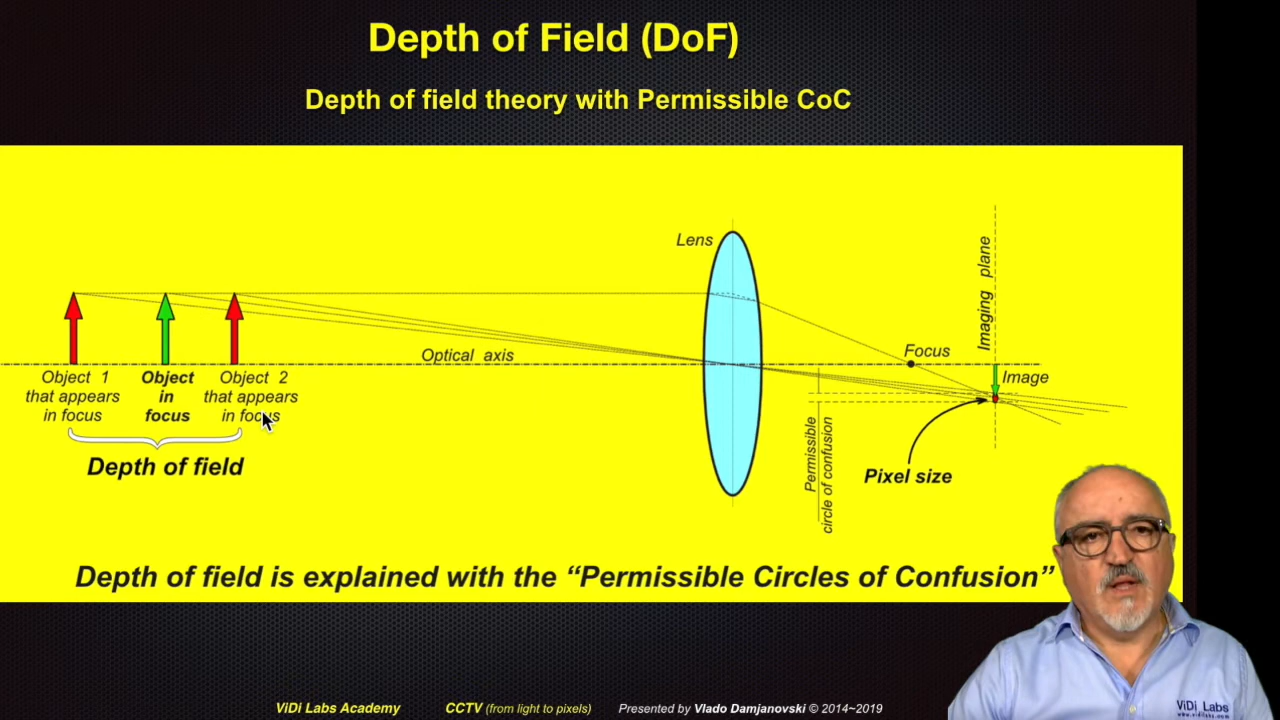 Depth of Field (DoF)
Depth of field theory with Permissible CoC
Lens
Imaging plane
Optical axis
Focus
Image
Object 1
that appears
in focus
Object
in
focus
Object 2
that appears
in focus
Depth of field
Permissible
circle of confusion
Pixel size
Depth of field is explained with the “Permissible Circles of Confusion”
ViDi Labs Academy CCTV (from light to pixels) Presented by Vlado Damjanovski © 2014~2019
ViDi Labs
www.vidilabs.com